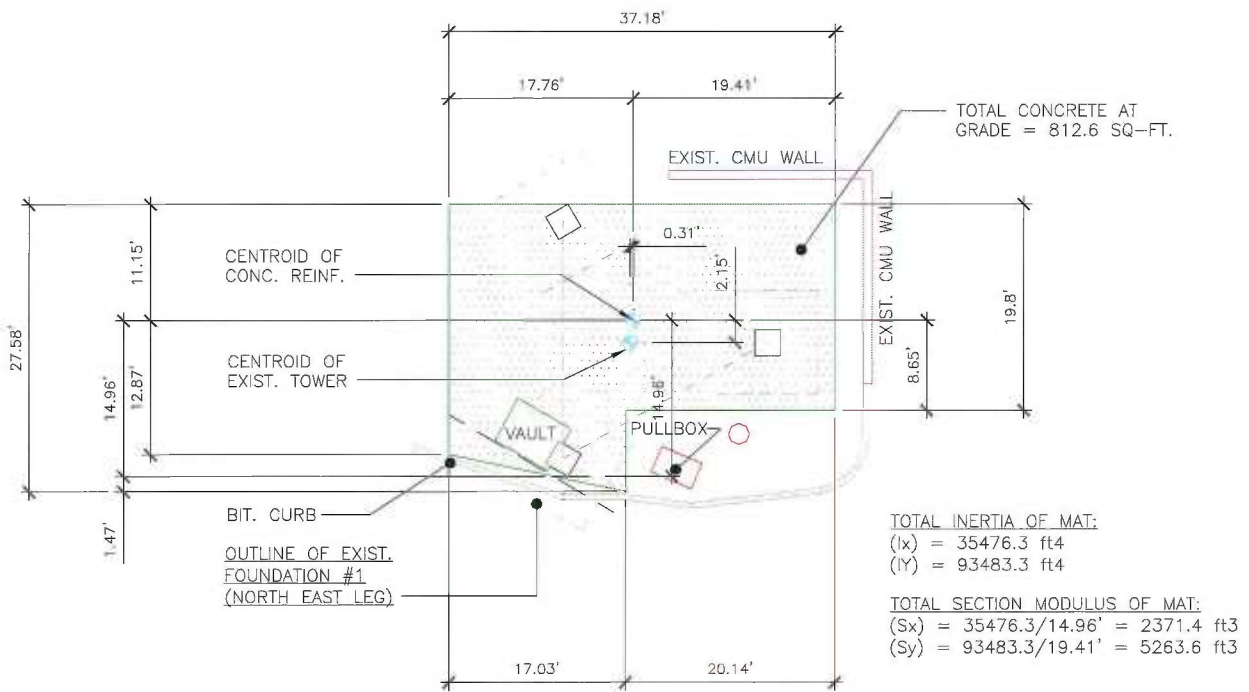 37.18'
17.76'
19.41'
TOTAL CONCRETE AT
GRADE = 812.6 SQ-FT.
EXIST. CMU WALL
EXIST. CMU WALL
0.31'
2.15'
11.15'
27.58'
CENTROID OF
CONC. REINF.
19.8'
CENTROID OF
EXIST. TOWER
14.96'
12.87'
8.65'
14.96'
VAULT
PULLBOX
BIT. CURB
1.47'
OUTLINE OF EXIST.
FOUNDATION #1
(NORTH EAST LEG)
17.03'
20.14'
TOTAL INERTIA OF MAT:
(Ix) = 35476.3 ft4
(IY) = 93483.3 ft4
TOTAL SECTION MODULUS OF MAT:
(Sx) = 35476.3/14.96' = 2371.4 ft3
(Sy) = 93483.3/19.41' = 5263.6 ft3